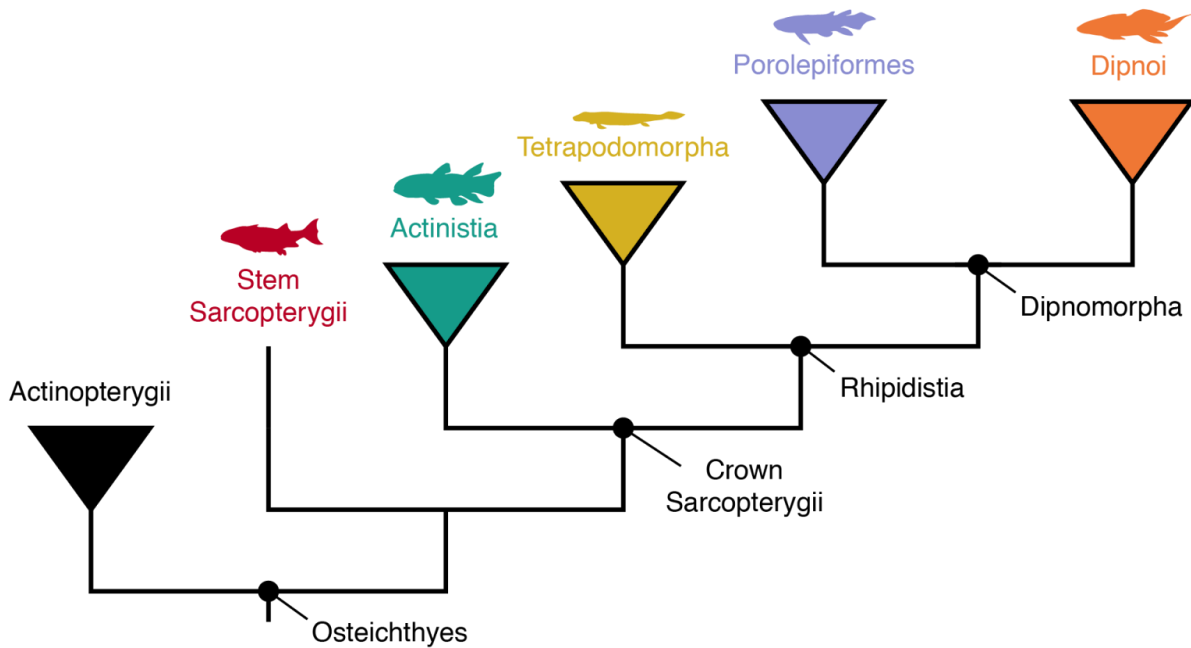 Porolepiformes
Dipnoi
Tetrapodomorpha
Actinistia
Stem
Sarcopterygii
Dipnomorpha
Rhipidistia
Actinopterygii
Crown
Sarcopterygii
Osteichthyes